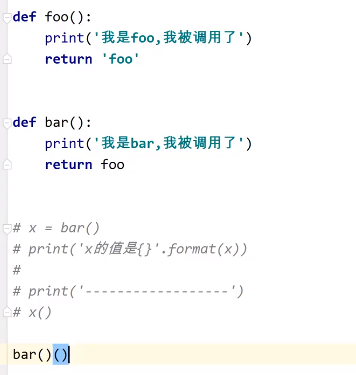 def foo():
    print('我是foo,我被调用了')
    return 'foo'
def bar():
    print('我是bar,我被调用了')
    return foo
# x = bar()
# print('x的值是{}'.format(x))
#
# print('------------------')
# x()
bar()()